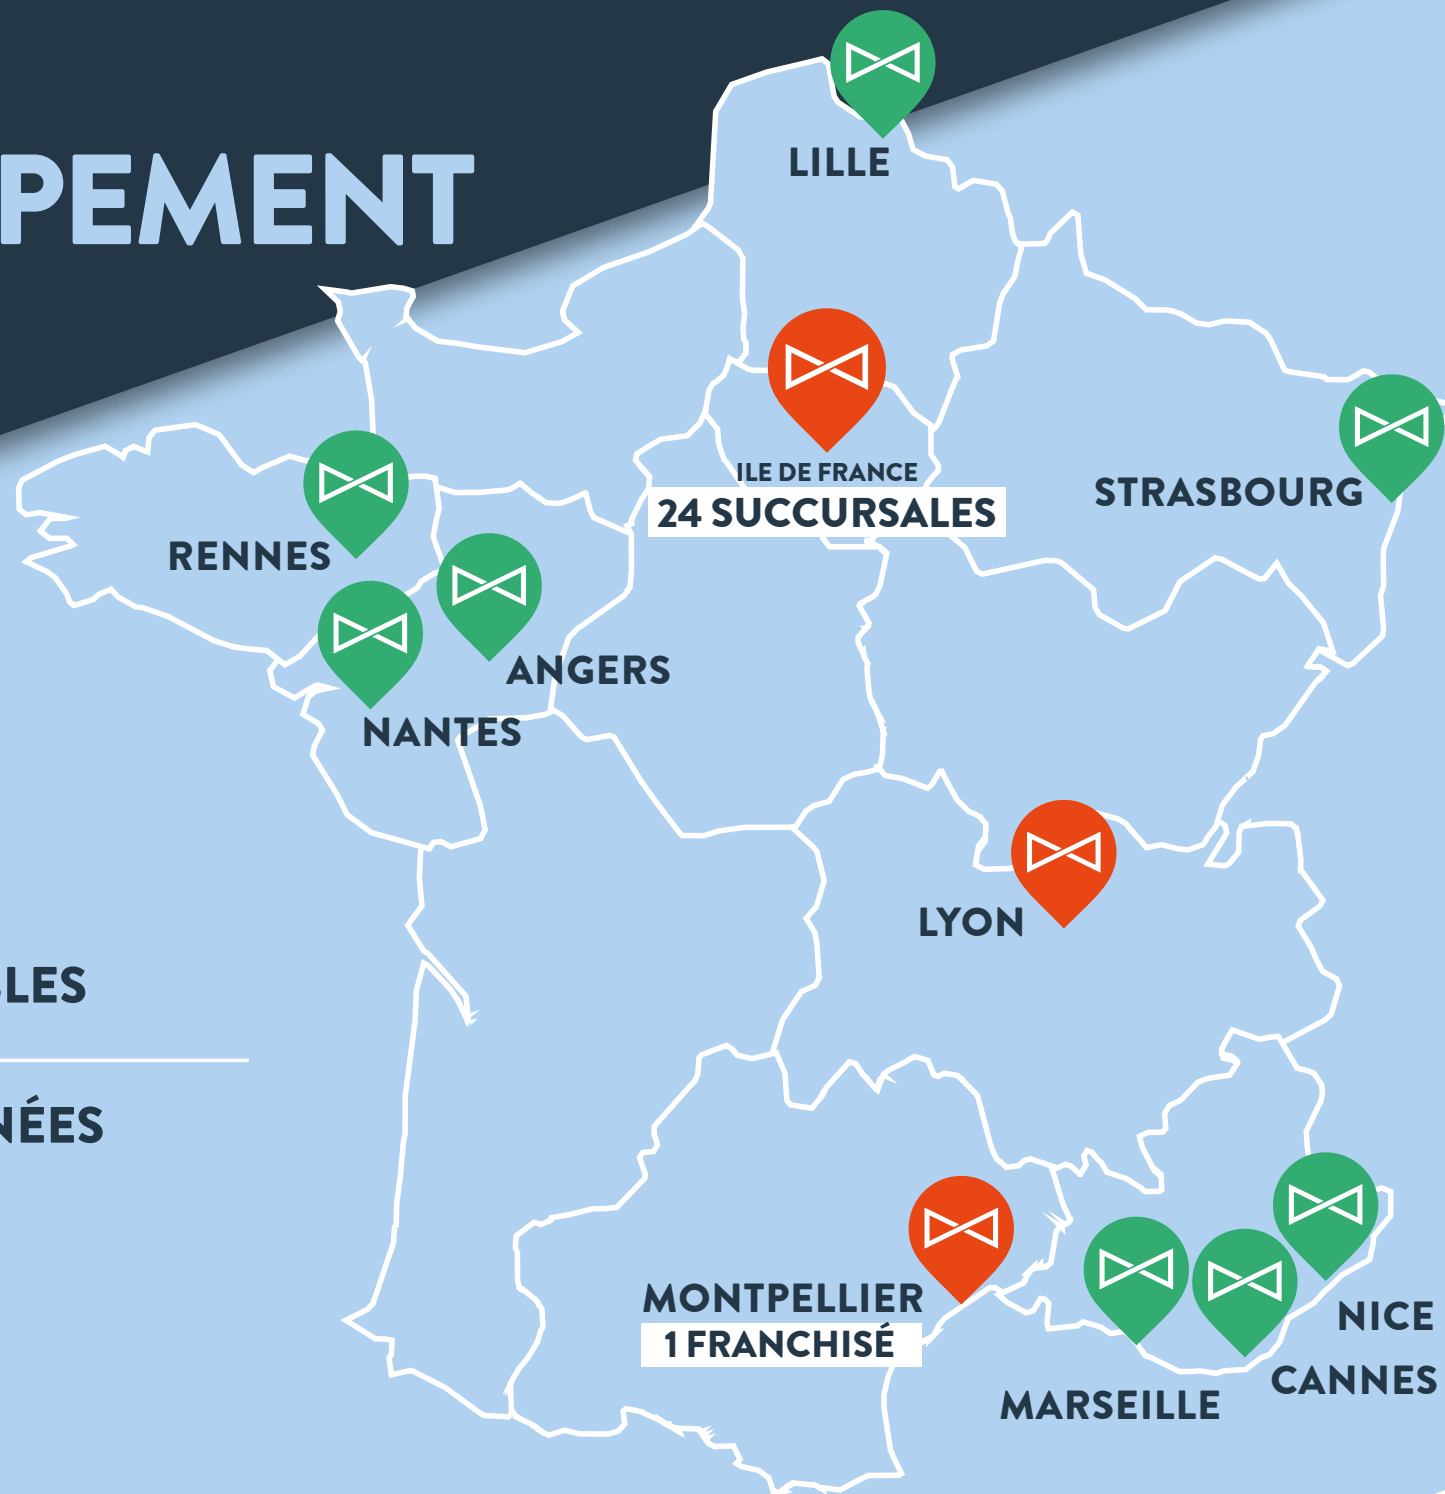 LILLE
PEMENT
ILE DE FRANCE
24 SUCCURSALES
STRASBOURG
RENNES
ANGERS
NANTES
LYON
LES
NÉES
MONTPELLIER
1 FRANCHISÉ
NICE
CANNES
MARSEILLE